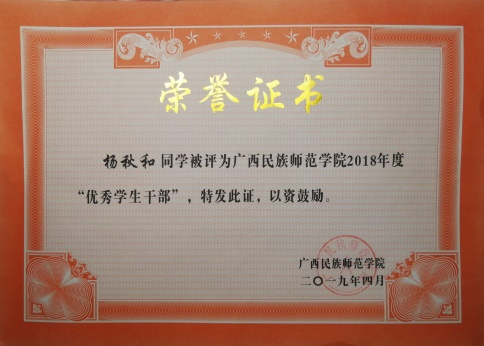 荣誉证书
杨秋和同学被评为广西民族师范学院2018年度
“优秀学生干部”，特发此证，以资鼓励。
广西民族师范学院
二〇一九年四月